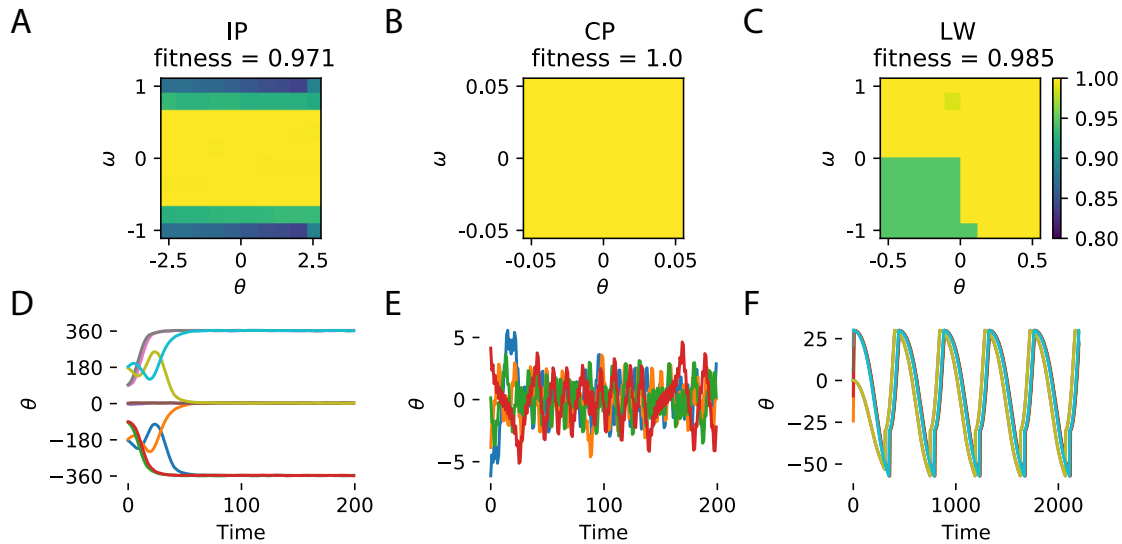 A
IP
fitness = 0.971
1
0
-1
ω
-2.5
0
2.5
θ
B
CP
fitness = 1.0
0.05
0
-0.05
ω
-0.05
0
0.05
θ
C
LW
fitness = 0.985
1
0
-1
ω
-0.5
0
0.5
θ
1.00
0.95
0.90
0.85
0.80
D
360
180
0
−180
−360
θ
0
100
200
Time
E
5
0
−5
θ
0
100
200
Time
F
25
0
−25
−50
θ
0
1000
2000
Time